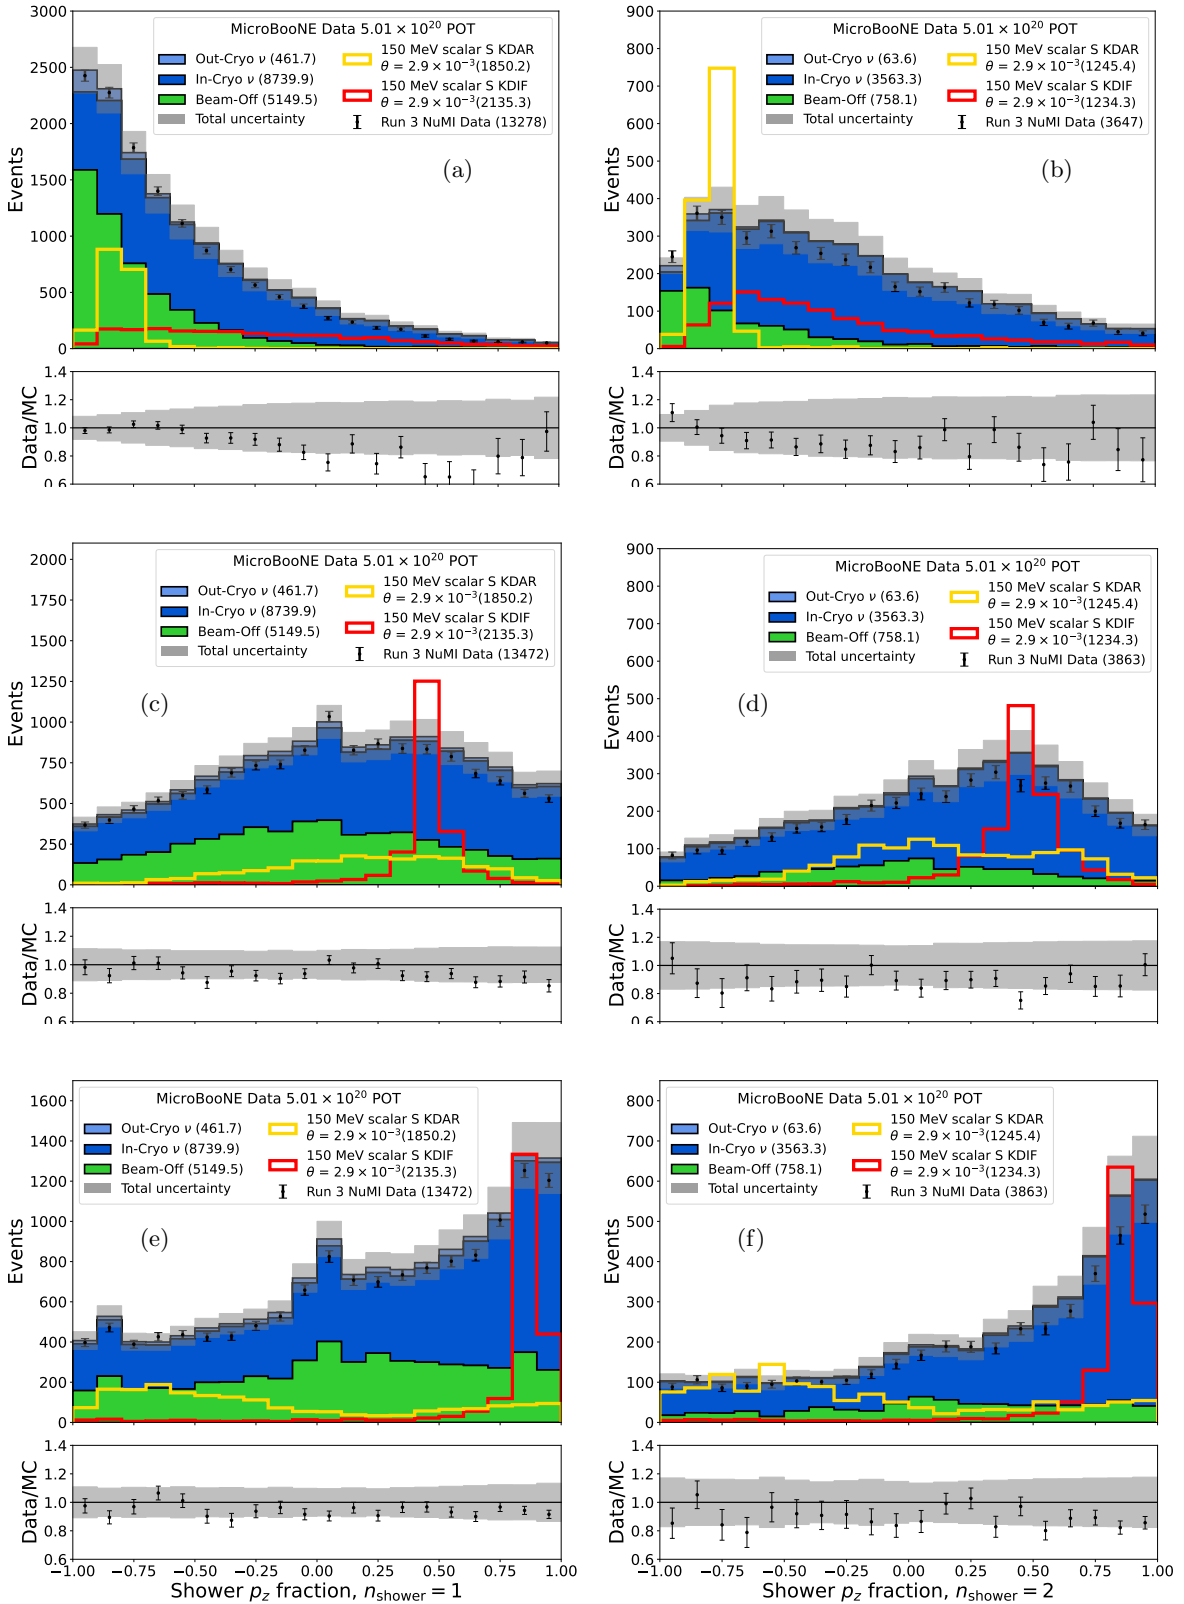 MicroBooNE Data 5.01 × 10²⁰ POT
Out-Cryo ν (461.7)
In-Cryo ν (8739.9)
Beam-Off (5149.5)
Total uncertainty
150 MeV scalar S KDAR
θ = 2.9 × 10⁻³(1850.2)
150 MeV scalar S KDIF
θ = 2.9 × 10⁻³(2135.3)
Run 3 NuMI Data (13278)
(a)
Events
3000
2500
2000
1500
1000
500
0
Data/MC
1.4
1.2
1.0
0.8
0.6
MicroBooNE Data 5.01 × 10²⁰ POT
Out-Cryo ν (63.6)
In-Cryo ν (3563.3)
Beam-Off (758.1)
Total uncertainty
150 MeV scalar S KDAR
θ = 2.9 × 10⁻³(1245.4)
150 MeV scalar S KDIF
θ = 2.9 × 10⁻³(1234.3)
Run 3 NuMI Data (3647)
(b)
Events
900
800
700
600
500
400
300
200
100
0
Data/MC
1.4
1.2
1.0
0.8
0.6
MicroBooNE Data 5.01 × 10²⁰ POT
Out-Cryo ν (461.7)
In-Cryo ν (8739.9)
Beam-Off (5149.5)
Total uncertainty
150 MeV scalar S KDAR
θ = 2.9 × 10⁻³(1850.2)
150 MeV scalar S KDIF
θ = 2.9 × 10⁻³(2135.3)
Run 3 NuMI Data (13472)
(c)
Events
2000
1750
1500
1250
1000
750
500
250
0
Data/MC
1.4
1.2
1.0
0.8
0.6
MicroBooNE Data 5.01 × 10²⁰ POT
Out-Cryo ν (63.6)
In-Cryo ν (3563.3)
Beam-Off (758.1)
Total uncertainty
150 MeV scalar S KDAR
θ = 2.9 × 10⁻³(1245.4)
150 MeV scalar S KDIF
θ = 2.9 × 10⁻³(1234.3)
Run 3 NuMI Data (3863)
(d)
Events
900
800
700
600
500
400
300
200
100
0
Data/MC
1.4
1.2
1.0
0.8
0.6
MicroBooNE Data 5.01 × 10²⁰ POT
Out-Cryo ν (461.7)
In-Cryo ν (8739.9)
Beam-Off (5149.5)
Total uncertainty
150 MeV scalar S KDAR
θ = 2.9 × 10⁻³(1850.2)
150 MeV scalar S KDIF
θ = 2.9 × 10⁻³(2135.3)
Run 3 NuMI Data (13472)
(e)
Events
1600
1400
1200
1000
800
600
400
200
0
Data/MC
1.4
1.2
1.0
0.8
0.6
−1.00 −0.75 −0.50 −0.25 0.00 0.25 0.50 0.75 1.00
Shower p_z fraction, n_shower = 1
MicroBooNE Data 5.01 × 10²⁰ POT
Out-Cryo ν (63.6)
In-Cryo ν (3563.3)
Beam-Off (758.1)
Total uncertainty
150 MeV scalar S KDAR
θ = 2.9 × 10⁻³(1245.4)
150 MeV scalar S KDIF
θ = 2.9 × 10⁻³(1234.3)
Run 3 NuMI Data (3863)
(f)
Events
800
700
600
500
400
300
200
100
0
Data/MC
1.4
1.2
1.0
0.8
0.6
−1.00 −0.75 −0.50 −0.25 0.00 0.25 0.50 0.75 1.00
Shower p_z fraction, n_shower = 2